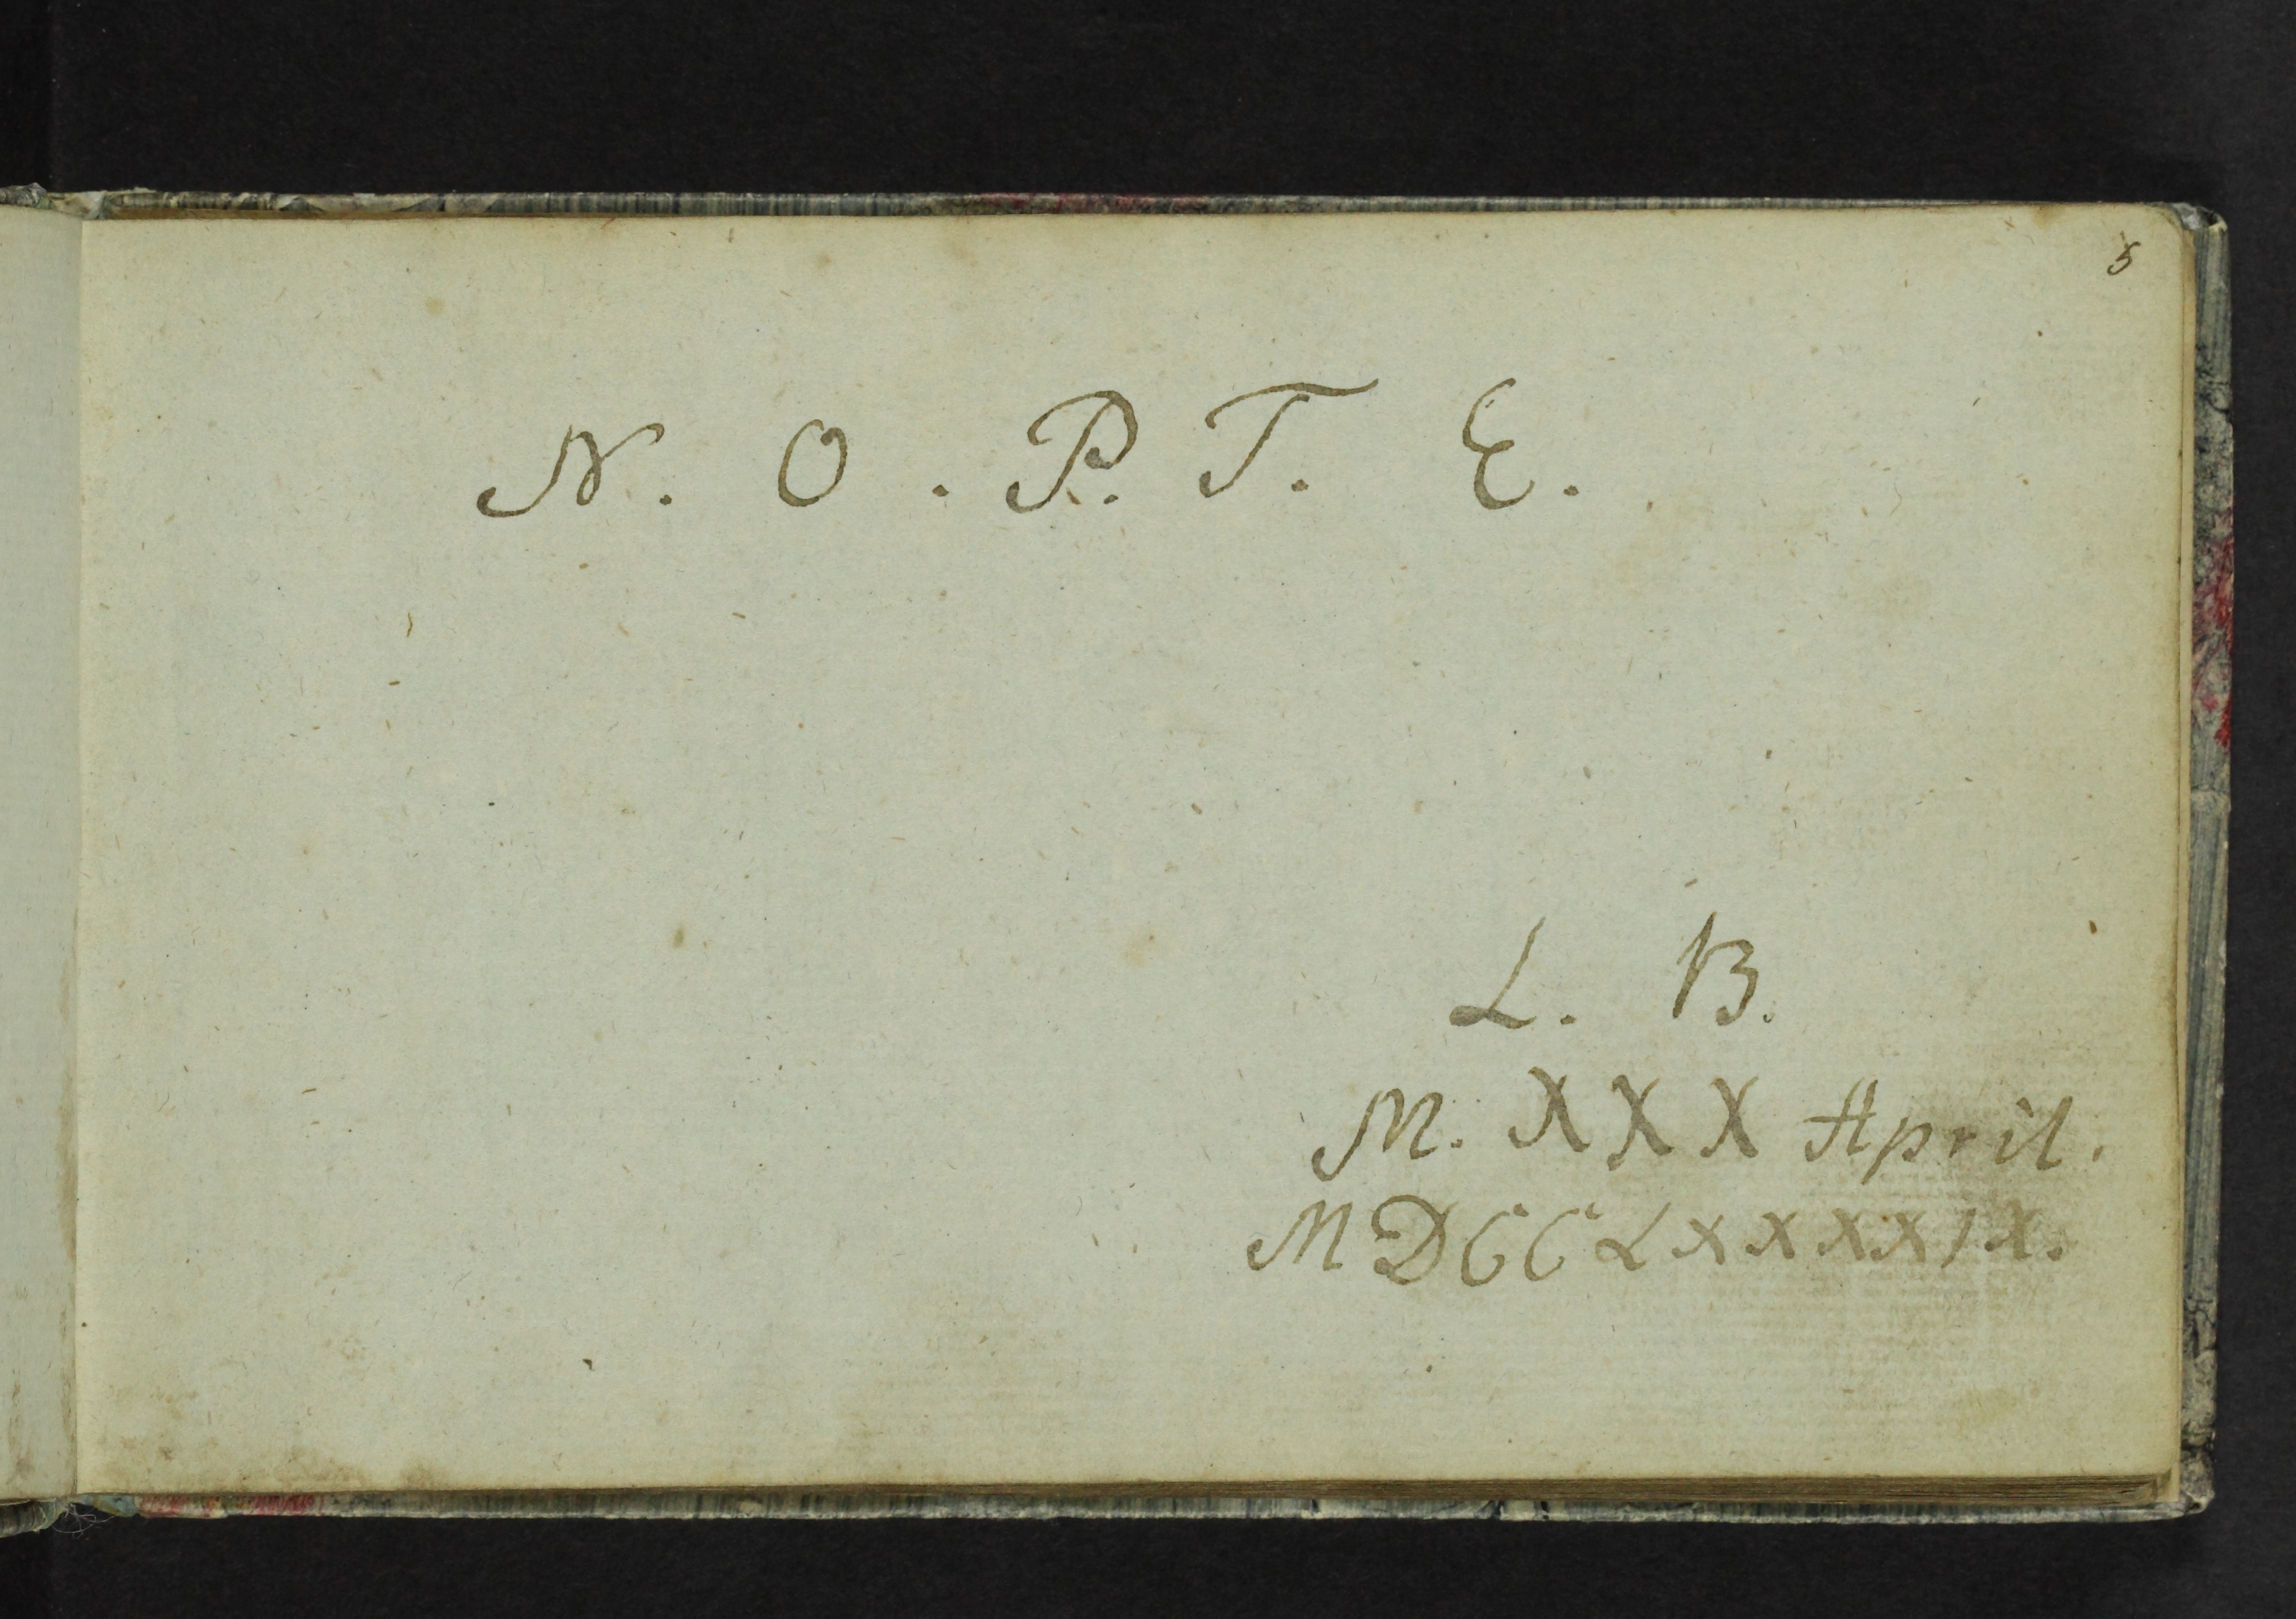 5
N. O. P. T. E.
L. B.
M. XXX April.
MDCCLXXXXIX.